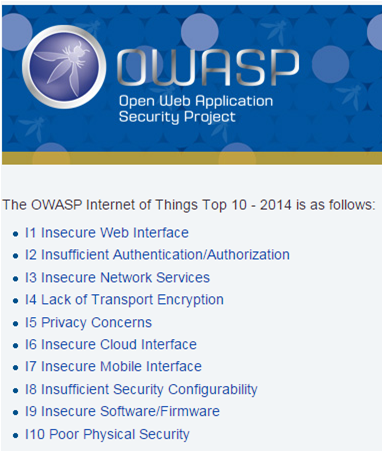 OWASP
Open Web Application
Security Project
The OWASP Internet of Things Top 10 - 2014 is as follows:
• I1 Insecure Web Interface
• I2 Insufficient Authentication/Authorization
• I3 Insecure Network Services
• I4 Lack of Transport Encryption
• I5 Privacy Concerns
• I6 Insecure Cloud Interface
• I7 Insecure Mobile Interface
• I8 Insufficient Security Configurability
• I9 Insecure Software/Firmware
• I10 Poor Physical Security